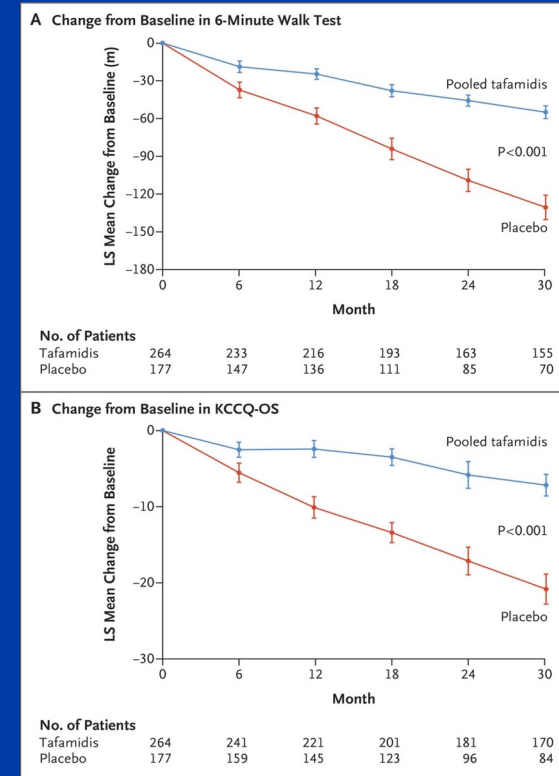 A Change from Baseline in 6-Minute Walk Test
LS Mean Change from Baseline (m)
0
−30
−60
−90
−120
−150
−180
Pooled tafamidis
P<0.001
Placebo
0 6 12 18 24 30
Month
No. of Patients
Tafamidis 264 233 216 193 163 155
Placebo 177 147 136 111 85 70
B Change from Baseline in KCCQ-OS
LS Mean Change from Baseline
0
−10
−20
−30
Pooled tafamidis
P<0.001
Placebo
0 6 12 18 24 30
Month
No. of Patients
Tafamidis 264 241 221 201 181 170
Placebo 177 159 145 123 96 84